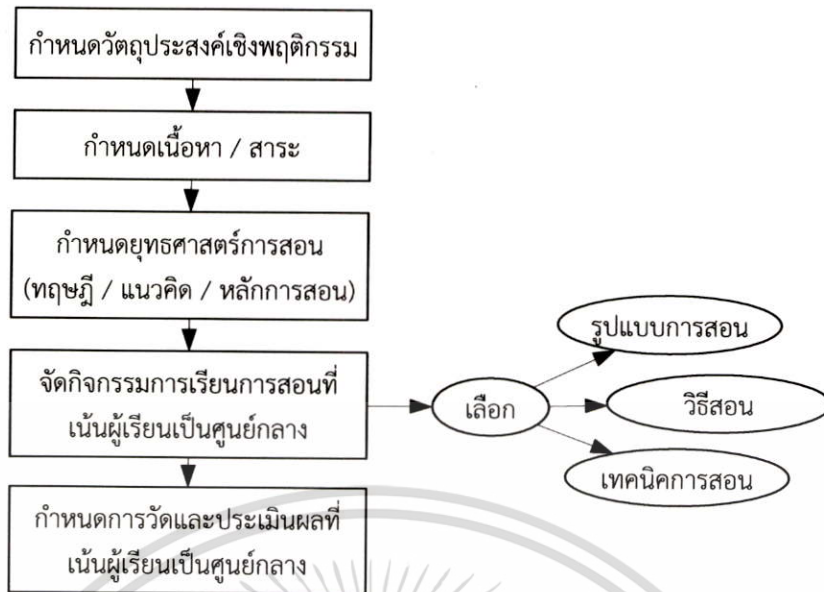 กำหนดวัตถุประสงค์เชิงพฤติกรรม
กำหนดเนื้อหา / สาระ
กำหนดยุทธศาสตร์การสอน
(ทฤษฎี / แนวคิด / หลักการสอน)
จัดกิจกรรมการเรียนการสอนที่
เน้นผู้เรียนเป็นศูนย์กลาง
เลือก
รูปแบบการสอน
วิธีสอน
เทคนิคการสอน
กำหนดการวัดและประเมินผลที่
เน้นผู้เรียนเป็นศูนย์กลาง